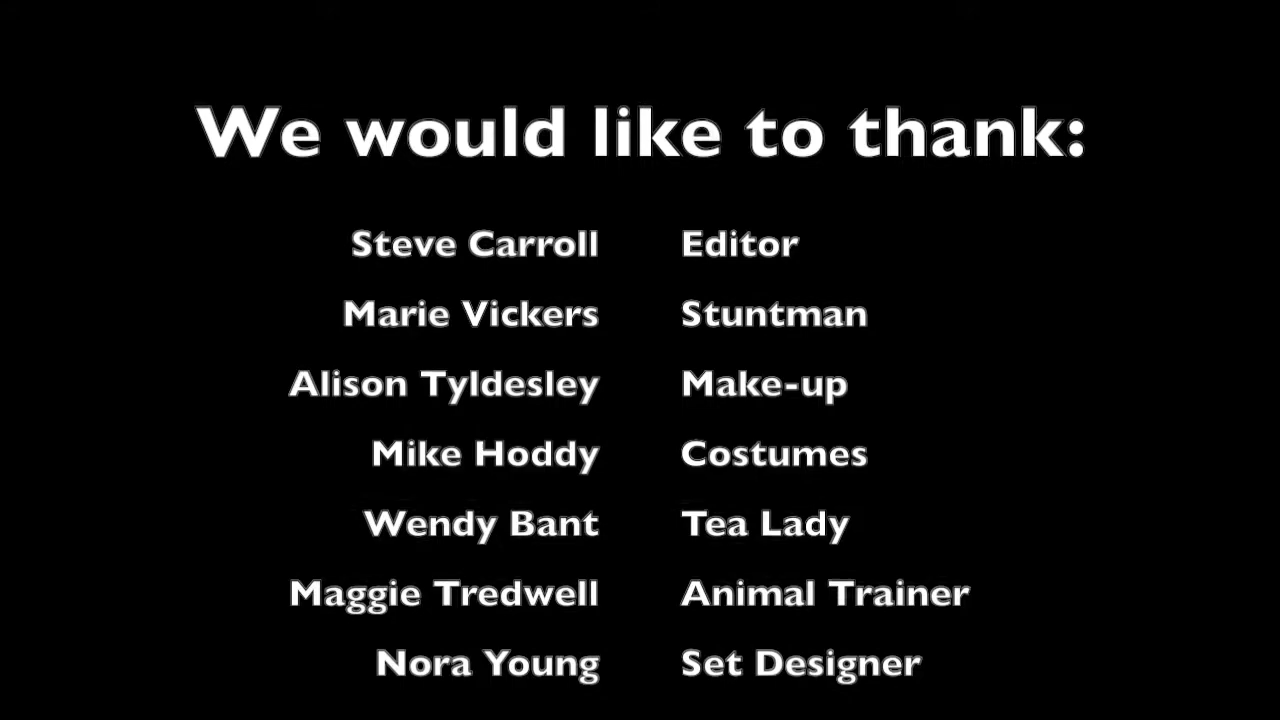 We would like to thank:
Steve Carroll Editor
Marie Vickers Stuntman
Alison Tyldesley Make-up
Mike Hoddy Costumes
Wendy Bant Tea Lady
Maggie Tredwell Animal Trainer
Nora Young Set Designer